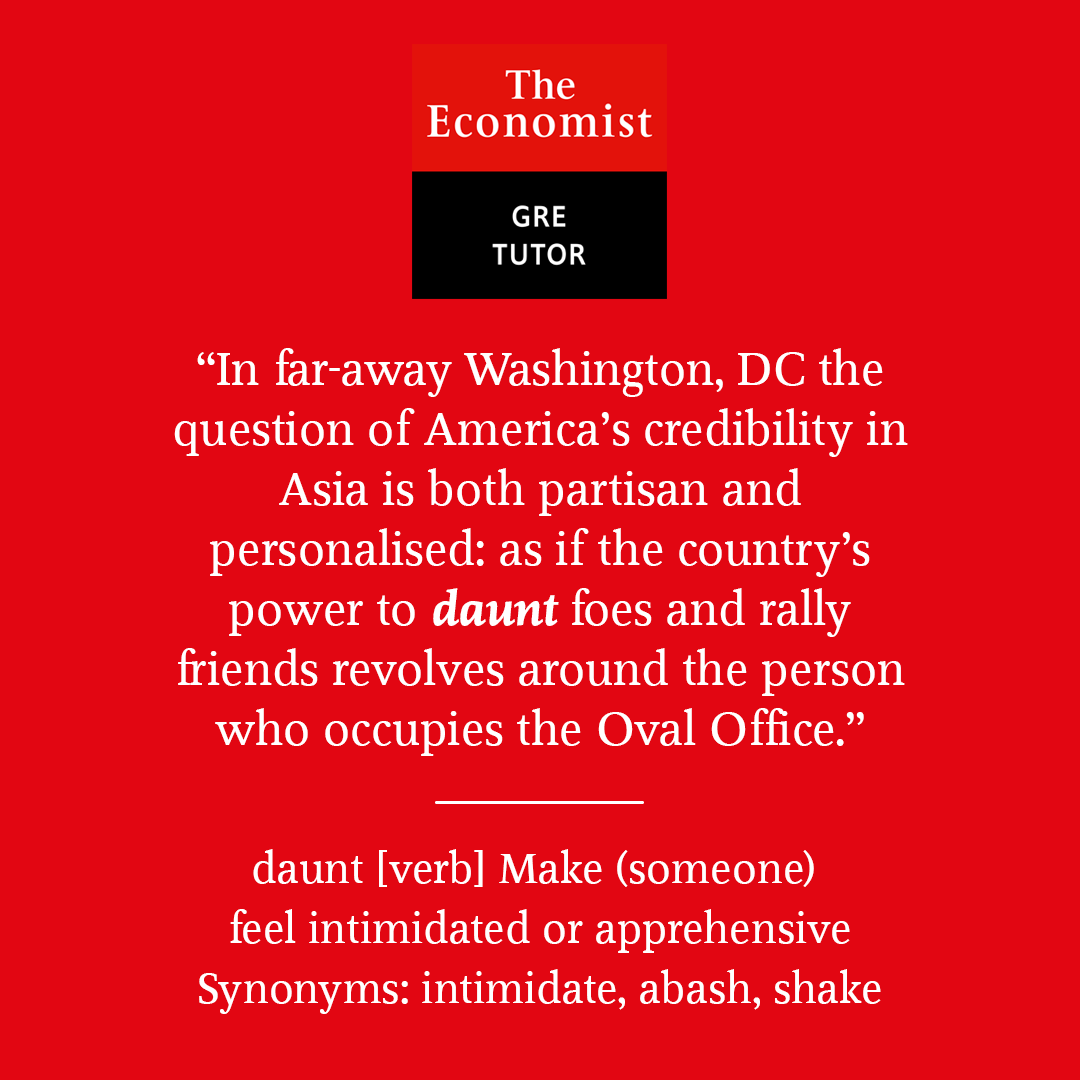 The
Economist
GRE
TUTOR
“In far-away Washington, DC the
question of America’s credibility in
Asia is both partisan and
personalised: as if the country’s
power to daunt foes and rally
friends revolves around the person
who occupies the Oval Office.”
daunt [verb] Make (someone)
feel intimidated or apprehensive
Synonyms: intimidate, abash, shake